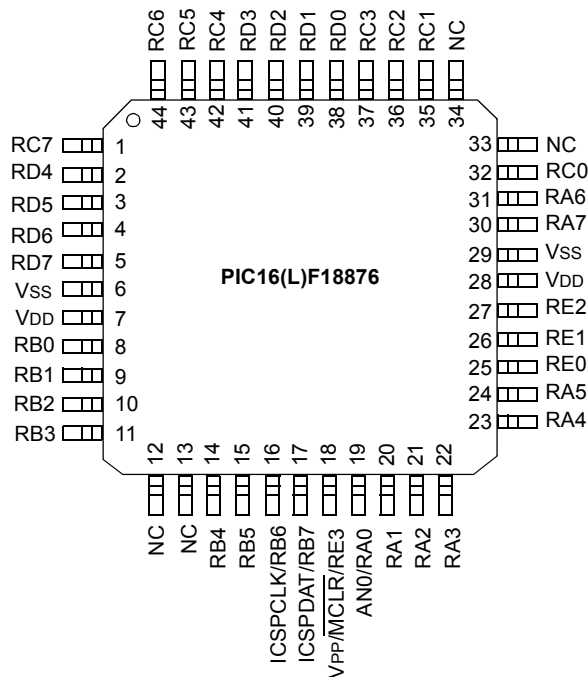 RC6
RC5
RC4
RD3
RD2
RD1
RD0
RC3
RC2
RC1
NC
44
43
42
41
40
39
38
37
36
35
34
RC7 1
RD4 2
RD5 3
RD6 4
RD7 5
VSS 6
VDD 7
RB0 8
RB1 9
RB2 10
RB3 11
PIC16(L)F18876
33 NC
32 RC0
31 RA6
30 RA7
29 VSS
28 VDD
27 RE2
26 RE1
25 RE0
24 RA5
23 RA4
12
13
14
15
16
17
18
19
20
21
22
NC
NC
RB4
RB5
ICSPCLK/RB6
ICSPDAT/RB7
VPP/MCLR/RE3
AN0/RA0
RA1
RA2
RA3